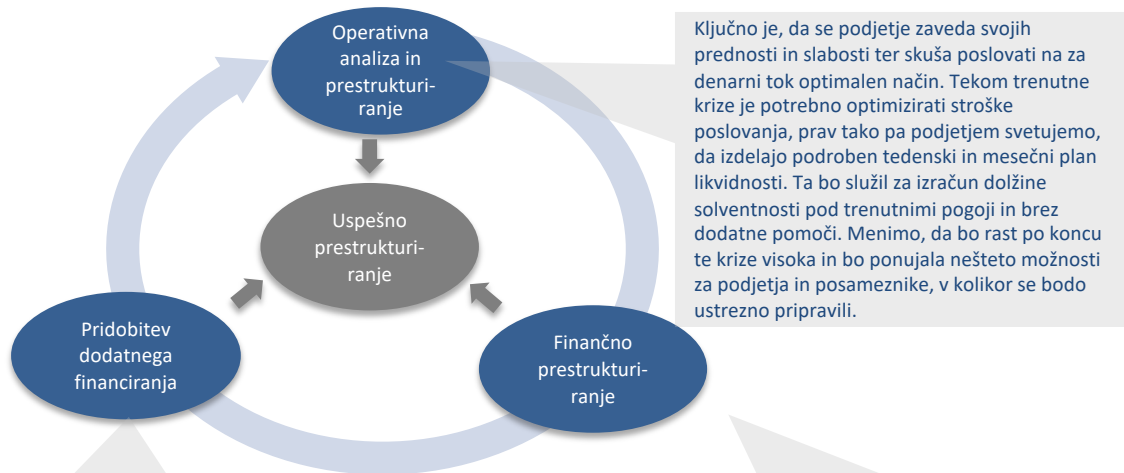 Operativna
analiza in
prestrukturi-
ranje
Ključno je, da se podjetje zaveda svojih
prednosti in slabosti ter skuša poslovati na za
denarni tok optimalen način. Tekom trenutne
krize je potrebno optimizirati stroške
poslovanja, prav tako pa podjetjem svetujemo,
da izdelajo podroben tedenski in mesečni plan
likvidnosti. Ta bo služil za izračun dolžine
solventnosti pod trenutnimi pogoji in brez
dodatne pomoči. Menimo, da bo rast po koncu
te krize visoka in bo ponujala nešteto možnosti
za podjetja in posameznike, v kolikor se bodo
ustrezno pripravili.
Uspešno
prestrukturi-
ranje
Pridobitev
dodatnega
financiranja
Finančno
prestrukturi-
ranje